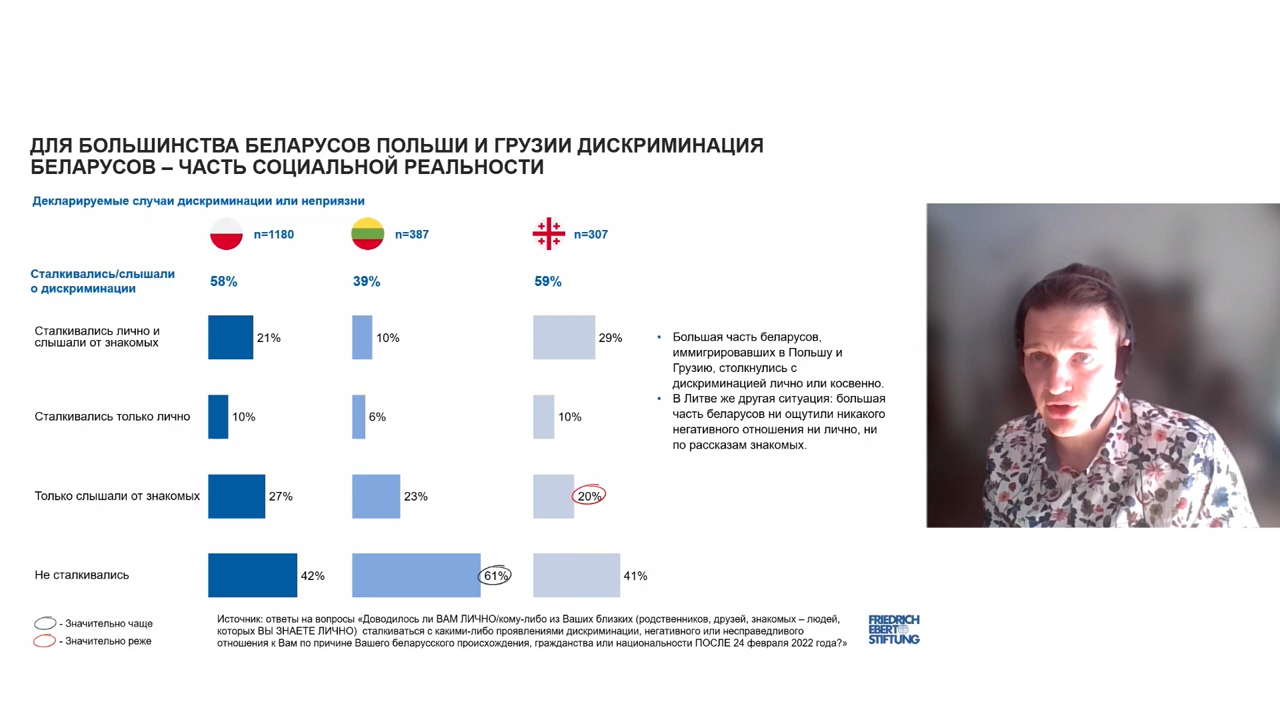 ДЛЯ БОЛЬШИНСТВА БЕЛАРУСОВ ПОЛЬШИ И ГРУЗИИ ДИСКРИМИНАЦИЯ
БЕЛАРУСОВ – ЧАСТЬ СОЦИАЛЬНОЙ РЕАЛЬНОСТИ
Декларируемые случаи дискриминации или неприязни
n=1180 n=387 n=307
Сталкивались/слышали
о дискриминации
58% 39% 59%
Сталкивались лично и
слышали от знакомых
21% 10% 29%
Сталкивались только лично
10% 6% 10%
Только слышали от знакомых
27% 23% 20%
Не сталкивались
42% 61% 41%
• Большая часть беларусов,
иммигрировавших в Польшу и
Грузию, столкнулись с
дискриминацией лично или косвенно.
• В Литве же другая ситуация: большая
часть беларусов ни ощутили никакого
негативного отношения ни лично, ни
по рассказам знакомых.
- Значительно чаще
- Значительно реже
Источник: ответы на вопросы «Доводилось ли ВАМ ЛИЧНО/кому-либо из Ваших близких (родственников, друзей, знакомых – людей,
которых ВЫ ЗНАЕТЕ ЛИЧНО) сталкиваться с какими-либо проявлениями дискриминации, негативного или несправедливого
отношения к Вам по причине Вашего беларусского происхождения, гражданства или национальности ПОСЛЕ 24 февраля 2022 года?»
FRIEDRICH
EBERT
STIFTUNG